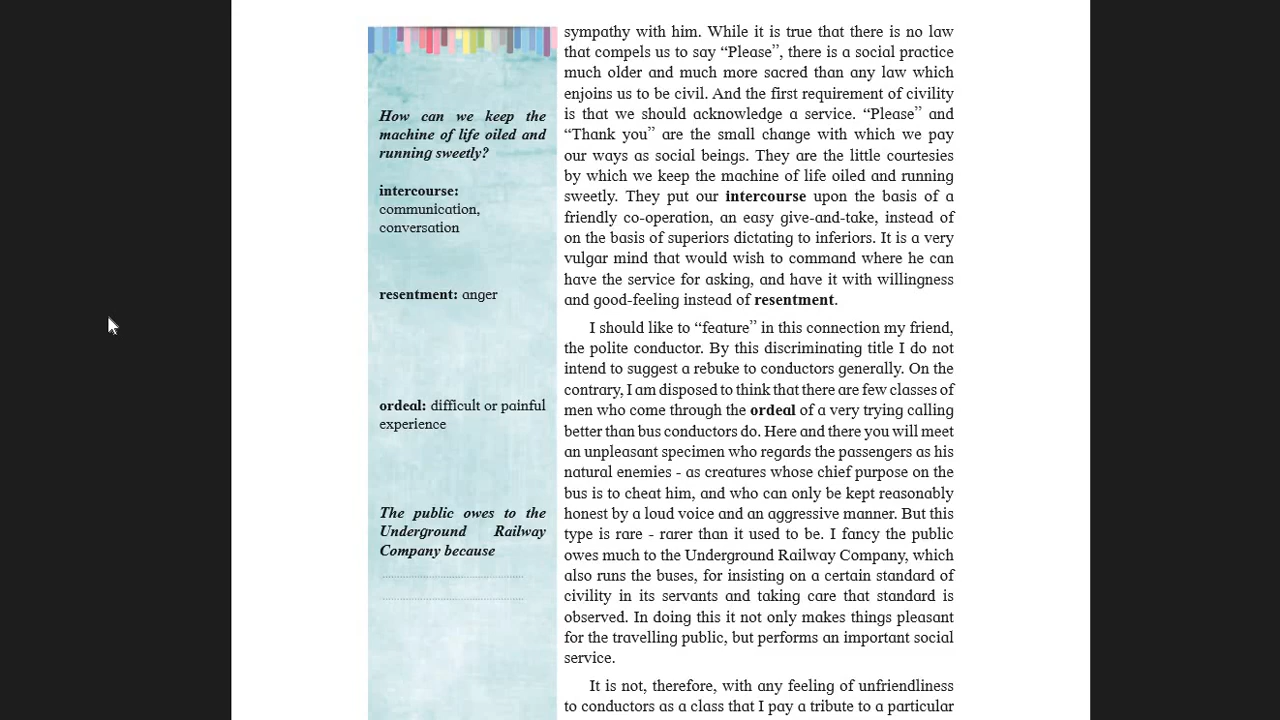 How can we keep the
machine of life oiled and
running sweetly?
intercourse:
communication,
conversation
resentment: anger
ordeal: difficult or painful
experience
The public owes to the
Underground Railway
Company because
sympathy with him. While it is true that there is no law
that compels us to say “Please”, there is a social practice
much older and much more sacred than any law which
enjoins us to be civil. And the first requirement of civility
is that we should acknowledge a service. “Please” and
“Thank you” are the small change with which we pay
our ways as social beings. They are the little courtesies
by which we keep the machine of life oiled and running
sweetly. They put our intercourse upon the basis of a
friendly co-operation, an easy give-and-take, instead of
on the basis of superiors dictating to inferiors. It is a very
vulgar mind that would wish to command where he can
have the service for asking, and have it with willingness
and good-feeling instead of resentment.
I should like to “feature” in this connection my friend,
the polite conductor. By this discriminating title I do not
intend to suggest a rebuke to conductors generally. On the
contrary, I am disposed to think that there are few classes of
men who come through the ordeal of a very trying calling
better than bus conductors do. Here and there you will meet
an unpleasant specimen who regards the passengers as his
natural enemies - as creatures whose chief purpose on the
bus is to cheat him, and who can only be kept reasonably
honest by a loud voice and an aggressive manner. But this
type is rare - rarer than it used to be. I fancy the public
owes much to the Underground Railway Company, which
also runs the buses, for insisting on a certain standard of
civility in its servants and taking care that standard is
observed. In doing this it not only makes things pleasant
for the travelling public, but performs an important social
service.
It is not, therefore, with any feeling of unfriendliness
to conductors as a class that I pay a tribute to a particular